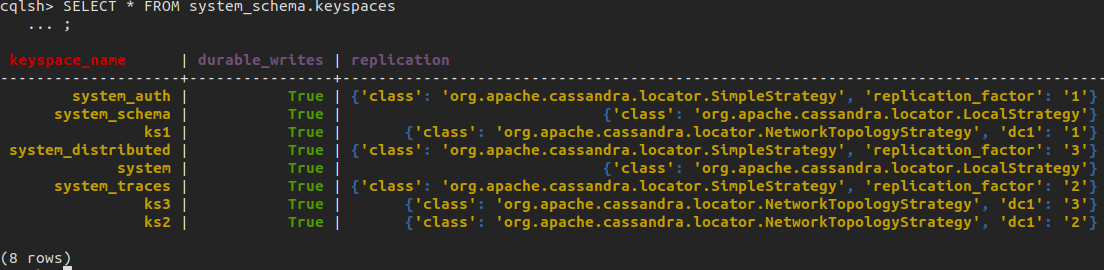 cqlsh> SELECT * FROM system_schema.keyspaces
   ... ;

 keyspace_name      | durable_writes | replication
--------------------+----------------+-------------------------------------------------------------------------------------
        system_auth |           True | {'class': 'org.apache.cassandra.locator.SimpleStrategy', 'replication_factor': '1'}
      system_schema |           True |                             {'class': 'org.apache.cassandra.locator.LocalStrategy'}
                ks1 |           True |       {'class': 'org.apache.cassandra.locator.NetworkTopologyStrategy', 'dc1': '1'}
 system_distributed |           True | {'class': 'org.apache.cassandra.locator.SimpleStrategy', 'replication_factor': '3'}
             system |           True |                             {'class': 'org.apache.cassandra.locator.LocalStrategy'}
      system_traces |           True | {'class': 'org.apache.cassandra.locator.SimpleStrategy', 'replication_factor': '2'}
                ks3 |           True |       {'class': 'org.apache.cassandra.locator.NetworkTopologyStrategy', 'dc1': '3'}
                ks2 |           True |       {'class': 'org.apache.cassandra.locator.NetworkTopologyStrategy', 'dc1': '2'}

(8 rows)